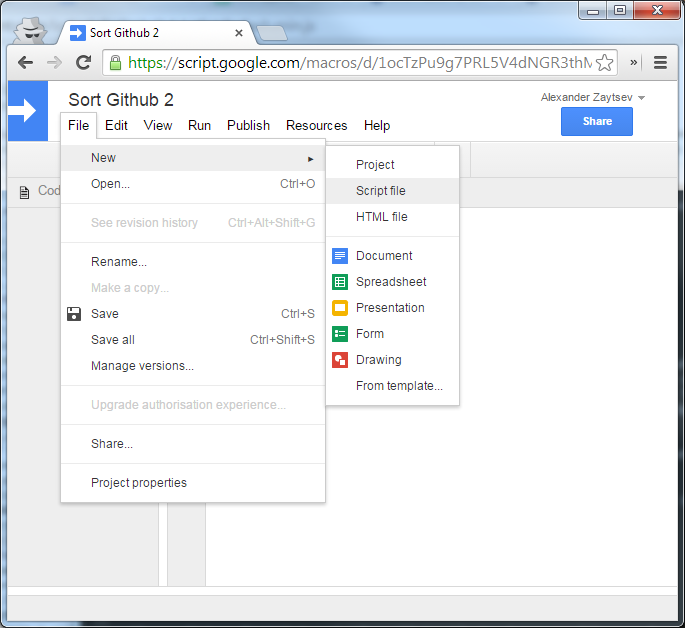 Sort Github 2
https://script.google.com/macros/d/1ocTzPu9g7PRL5V4dNGR3thM
Sort Github 2
Alexander Zaytsev
File Edit View Run Publish Resources Help
Share
New
Open... Ctrl+O
See revision history Ctrl+Alt+Shift+G
Rename...
Make a copy...
Save Ctrl+S
Save all Ctrl+Shift+S
Manage versions...
Upgrade authorisation experience...
Share...
Project properties
Project
Script file
HTML file
Document
Spreadsheet
Presentation
Form
Drawing
From template...
Cod